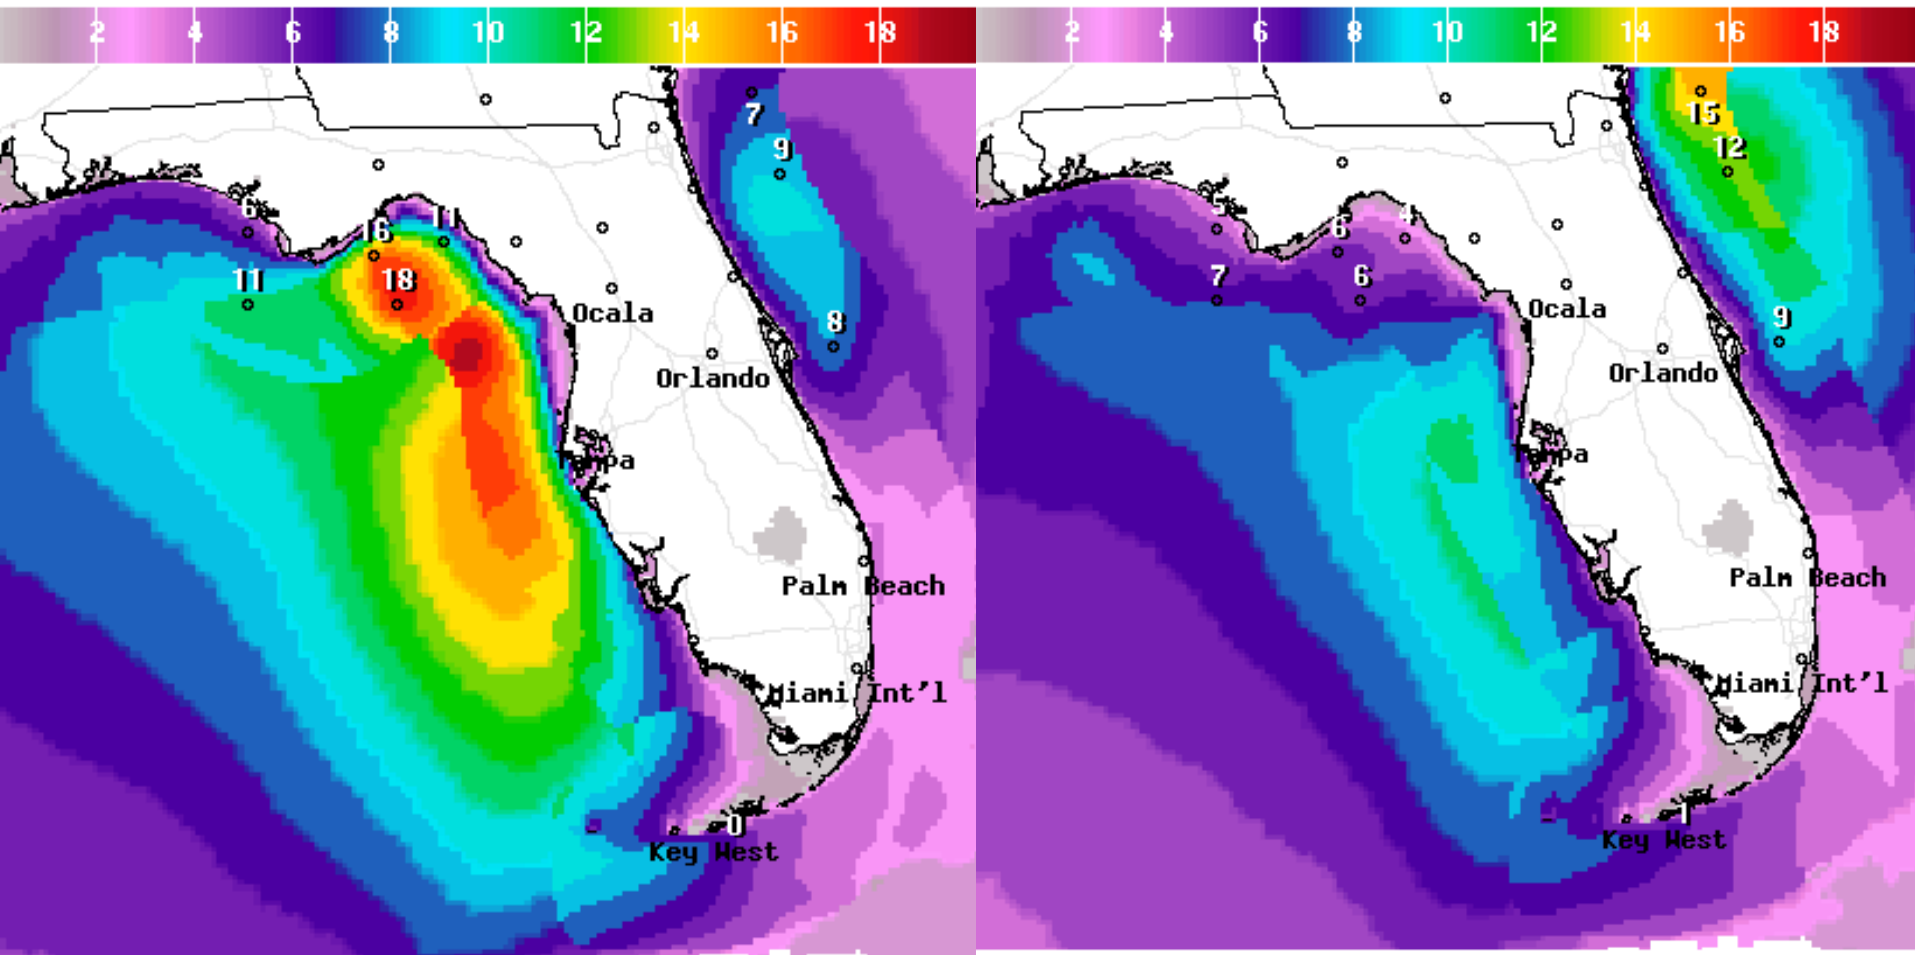 2 4 6 8 10 12 14 16 18
7
9
6
16 11
11 18
Ocala
8
Orlando
Tampa
Palm Beach
Miami Int'l
0
Key West
2 4 6 8 10 12 14 16 18
15
12
5 4
6
7 6
Ocala
9
Orlando
Tampa
Palm Beach
Miami Int'l
1
Key West